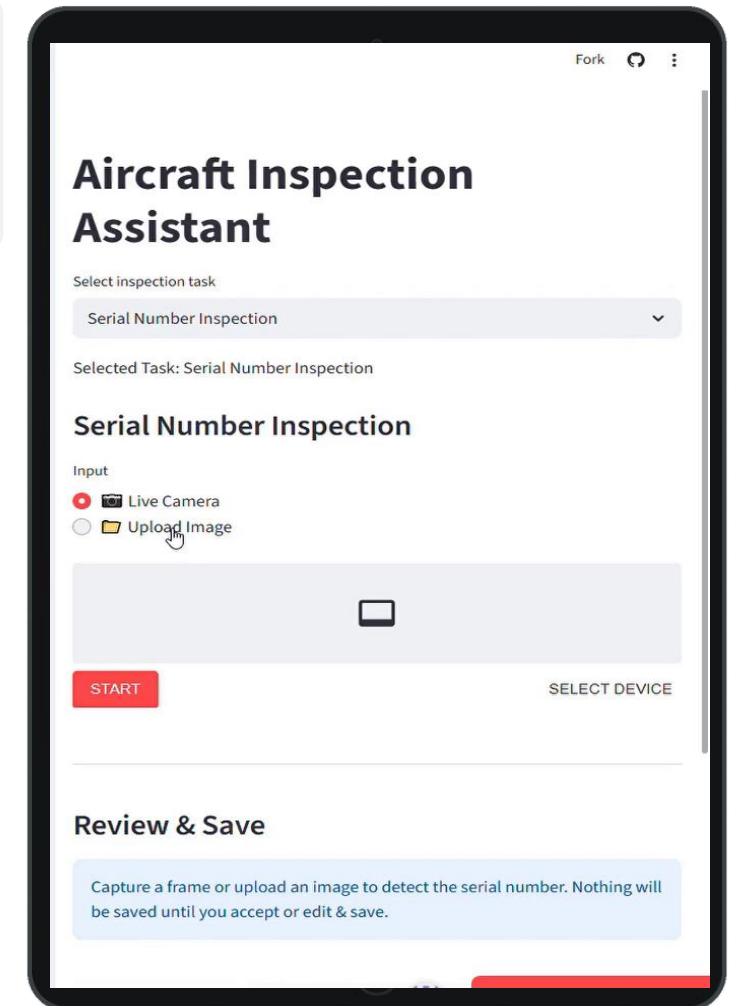 Fork
Aircraft Inspection
Assistant
Select inspection task
Serial Number Inspection
Selected Task: Serial Number Inspection
Serial Number Inspection
Input
Live Camera
Upload Image
START
SELECT DEVICE
Review & Save
Capture a frame or upload an image to detect the serial number. Nothing will
be saved until you accept or edit & save.